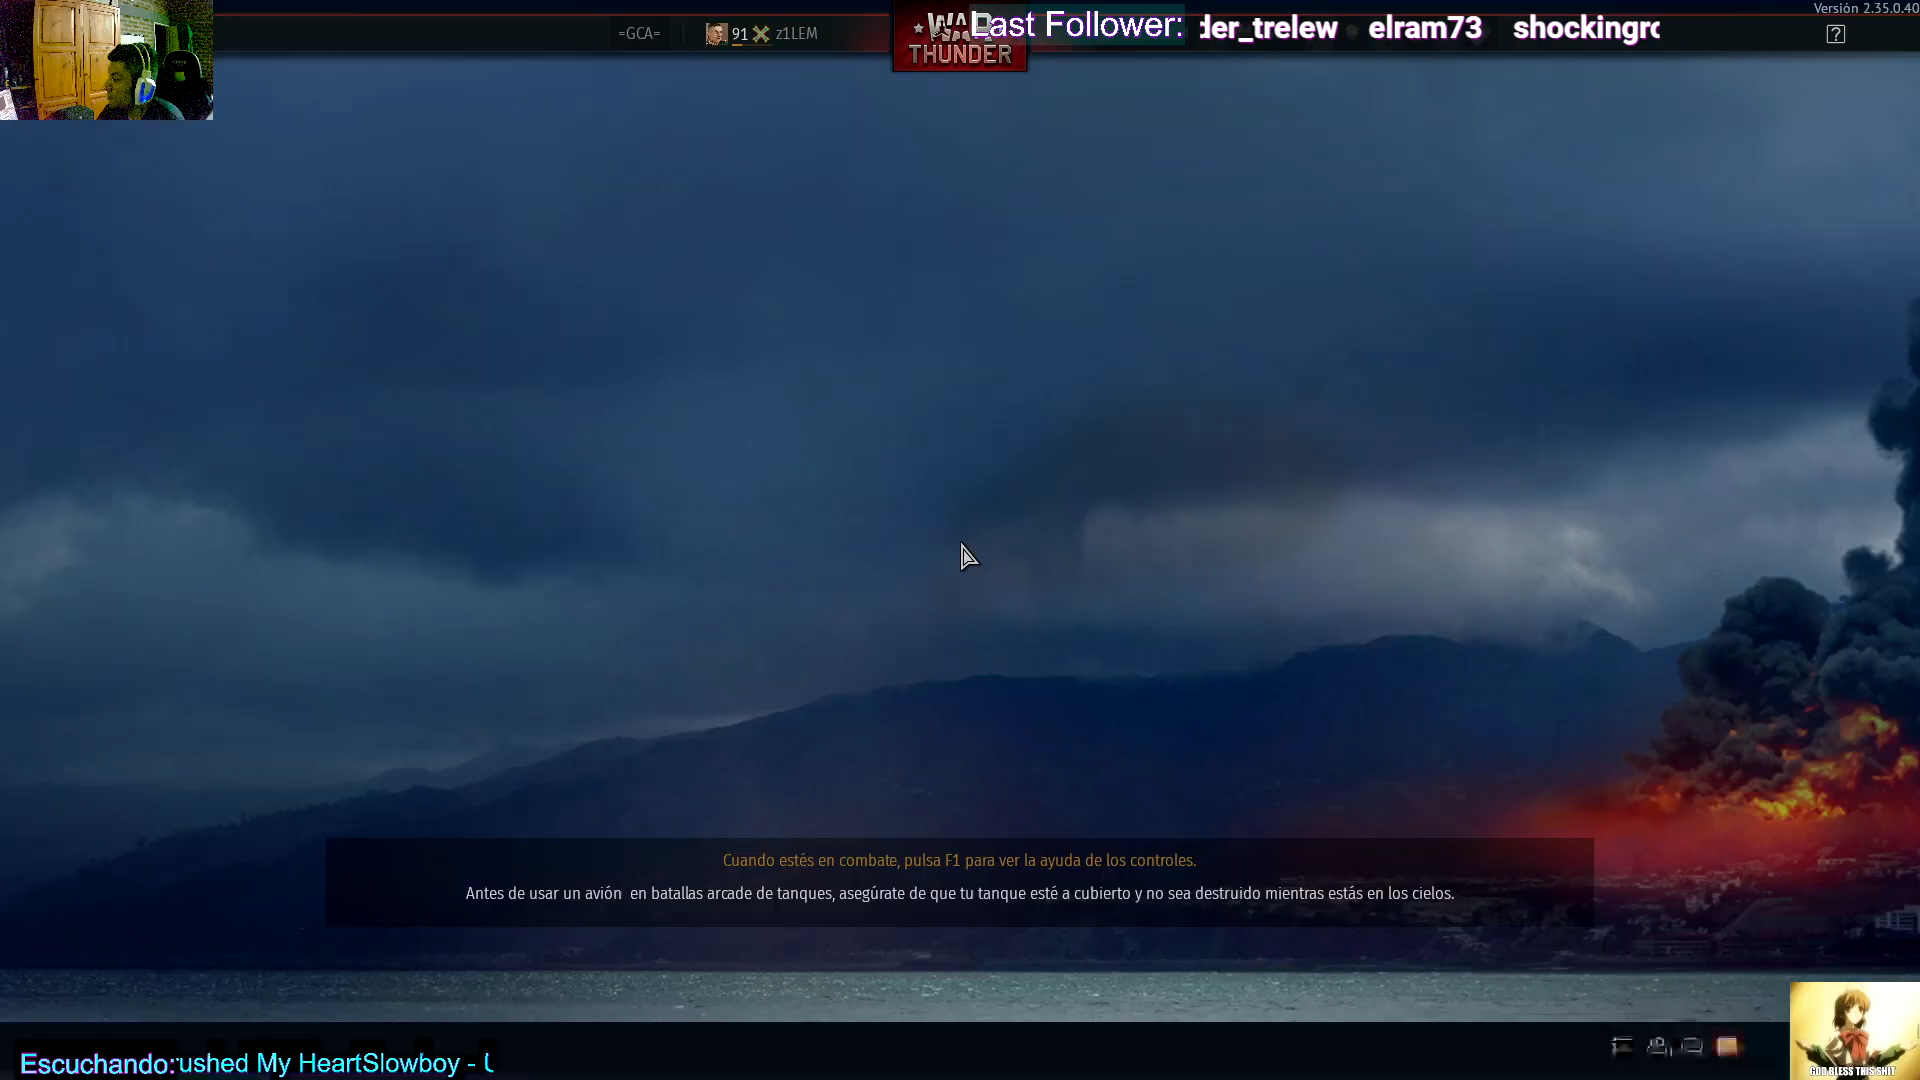 Versión 2.35.0.40
=GCA=
91 z1LEM
WAR
THUNDER
Last Follower:
der_trelew elram73 shockingro
?
Cuando estés en combate, pulsa F1 para ver la ayuda de los controles.
Antes de usar un avión en batallas arcade de tanques, asegúrate de que tu tanque esté a cubierto y no sea destruido mientras estás en los cielos.
Escuchando: ushed My HeartSlowboy - U
GOD BLESS THIS SHIT